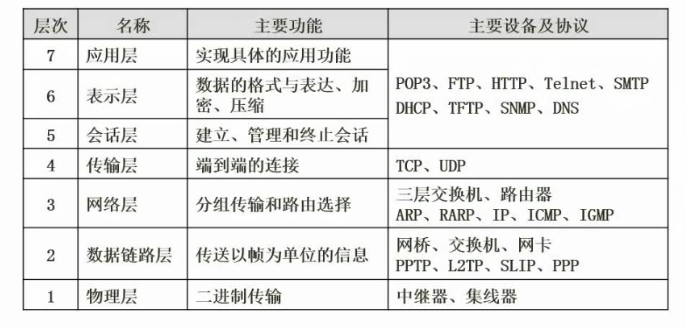 层次 名称 主要功能 主要设备及协议
7 应用层 实现具体的应用功能
6 表示层 数据的格式与表达、加
密、压缩
POP3、FTP、HTTP、Telnet、SMTP
DHCP、TFTP、SNMP、DNS
5 会话层 建立、管理和终止会话
4 传输层 端到端的连接 TCP、UDP
3 网络层 分组传输和路由选择 三层交换机、路由器
ARP、RARP、IP、ICMP、IGMP
2 数据链路层 传送以帧为单位的信息 网桥、交换机、网卡
PPTP、L2TP、SLIP、PPP
1 物理层 二进制传输 中继器、集线器